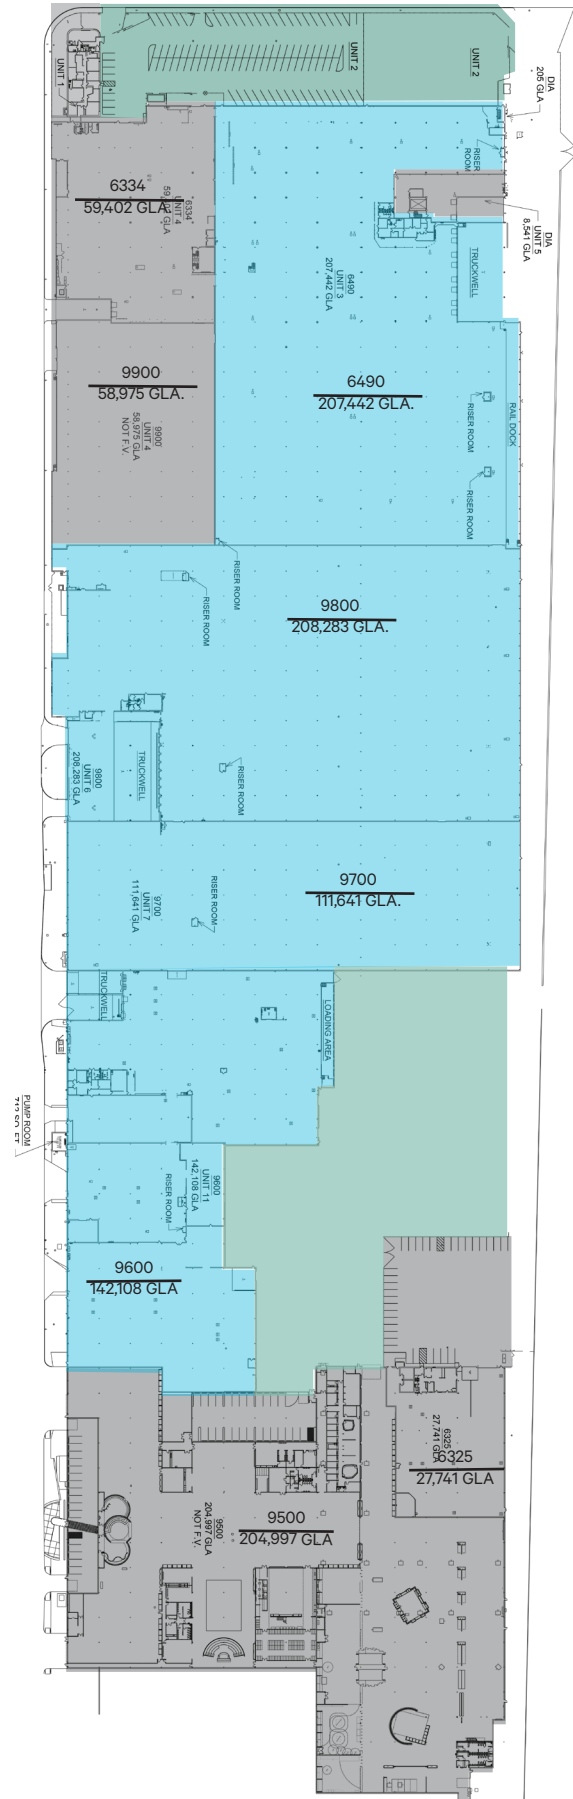 UNIT 1
UNIT 2
UNIT 2
DIA
205 GLA
RISER
ROOM
6334
59,402 GLA
6334
UNIT 4
DIA
UNIT 5
8,541 GLA
TRUCKWELL
6490
UNIT 3
207,442 GLA
9900
58,975 GLA.
6490
207,442 GLA.
9900
UNIT 4
58,975 GLA
NOT F.V.
RISER ROOM
RAIL DOCK
RISER ROOM
RISER ROOM
RISER ROOM
9800
208,283 GLA.
9800
UNIT 6
208,283 GLA
TRUCKWELL
RISER ROOM
9700
111,641 GLA.
9700
UNIT 7
111,641 GLA
RISER ROOM
TRUCKWELL
LOADING AREA
PUMP ROOM
9600
UNIT 11
142,108 GLA
RISER ROOM
9600
142,108 GLA
6325
27,741 GLA
6325
27,741 GLA
9500
204,997 GLA
NOT F.V.
9500
204,997 GLA